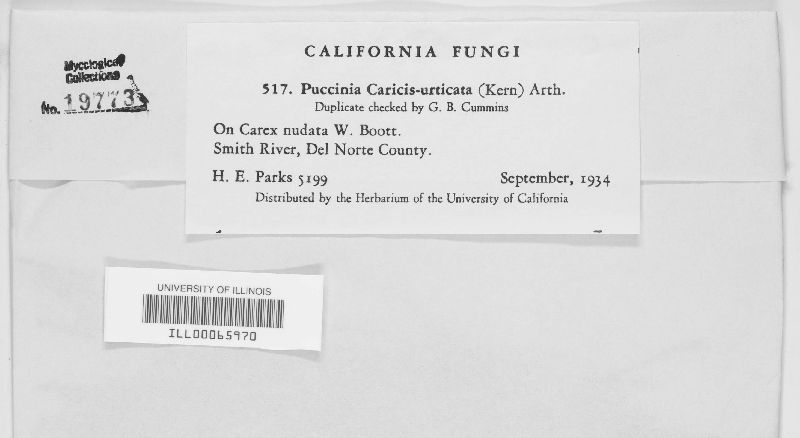 Mycological
Collections
No. 19773
CALIFORNIA FUNGI
517. Puccinia Caricis-urticata (Kern) Arth.
Duplicate checked by G. B. Cummins
On Carex nudata W. Boott.
Smith River, Del Norte County.
H. E. Parks 5199 September, 1934
Distributed by the Herbarium of the University of California
UNIVERSITY OF ILLINOIS
ILL00065970